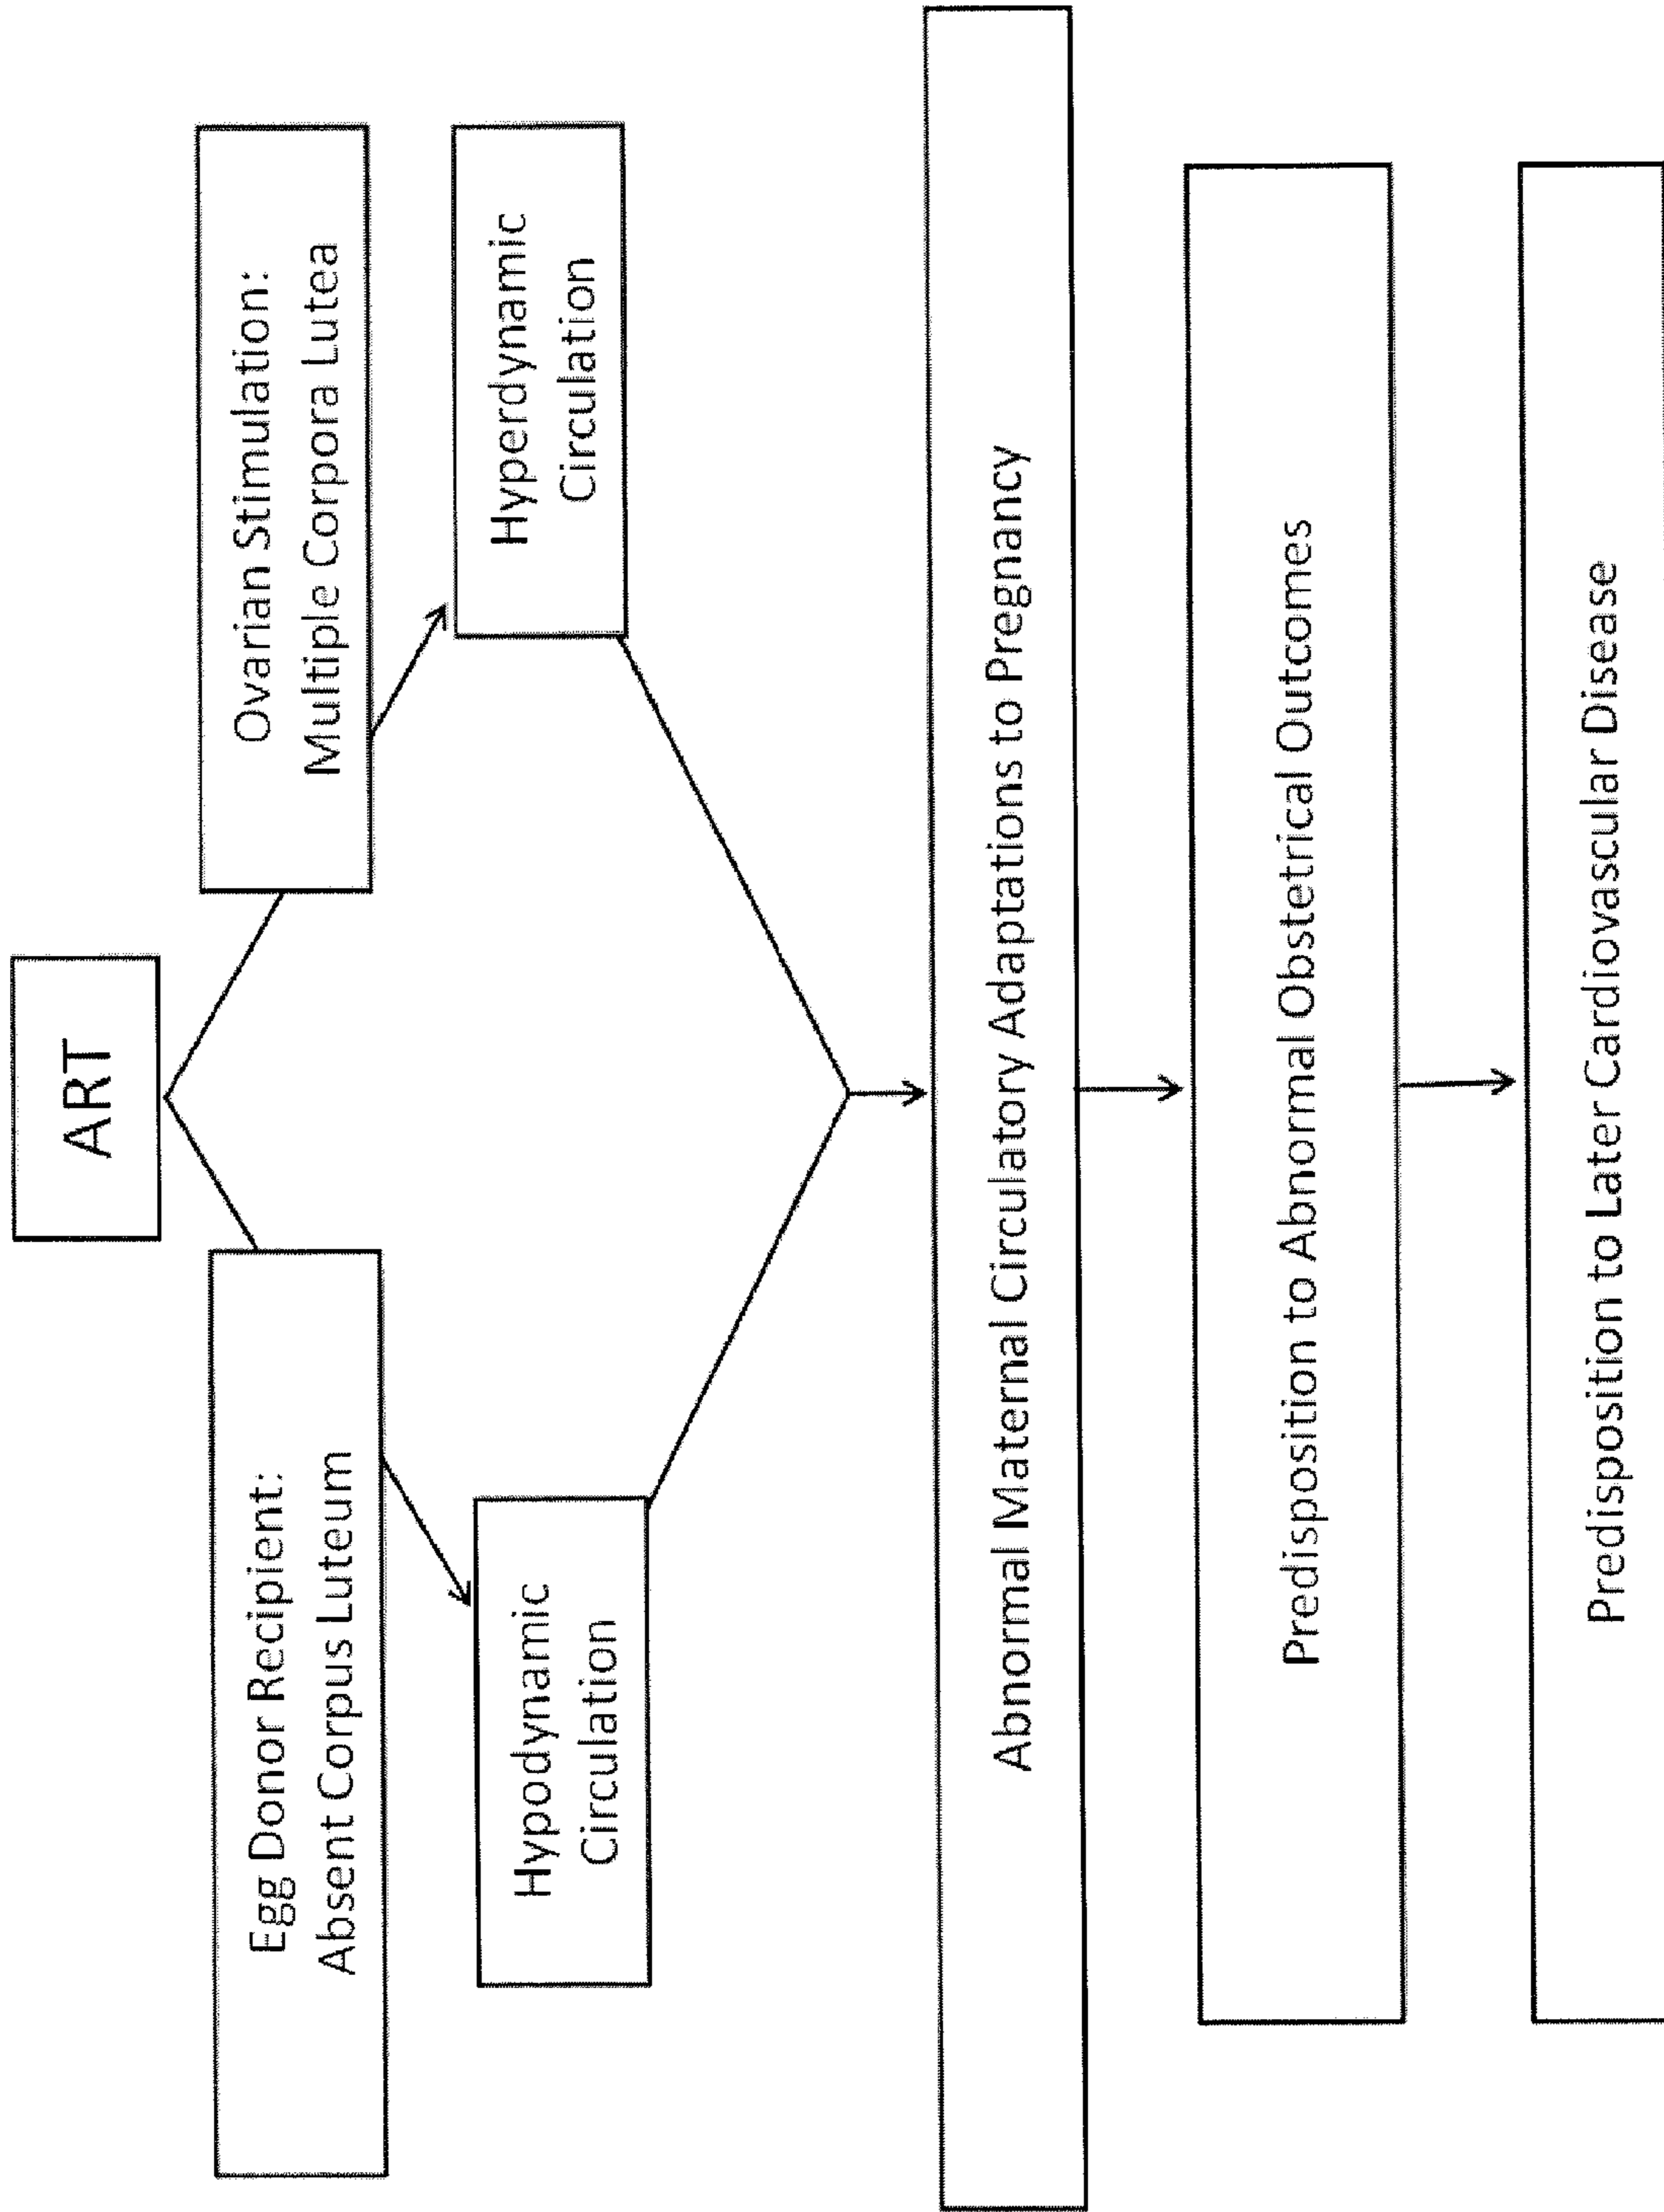 ART
Egg Donor Recipient:
Absent Corpus Luteum
Ovarian Stimulation:
Multiple Corpora Lutea
Hypodynamic
Circulation
Hyperdynamic
Circulation
Abnormal Maternal Circulatory Adaptations to Pregnancy
Predisposition to Abnormal Obstetrical Outcomes
Predisposition to Later Cardiovascular Disease